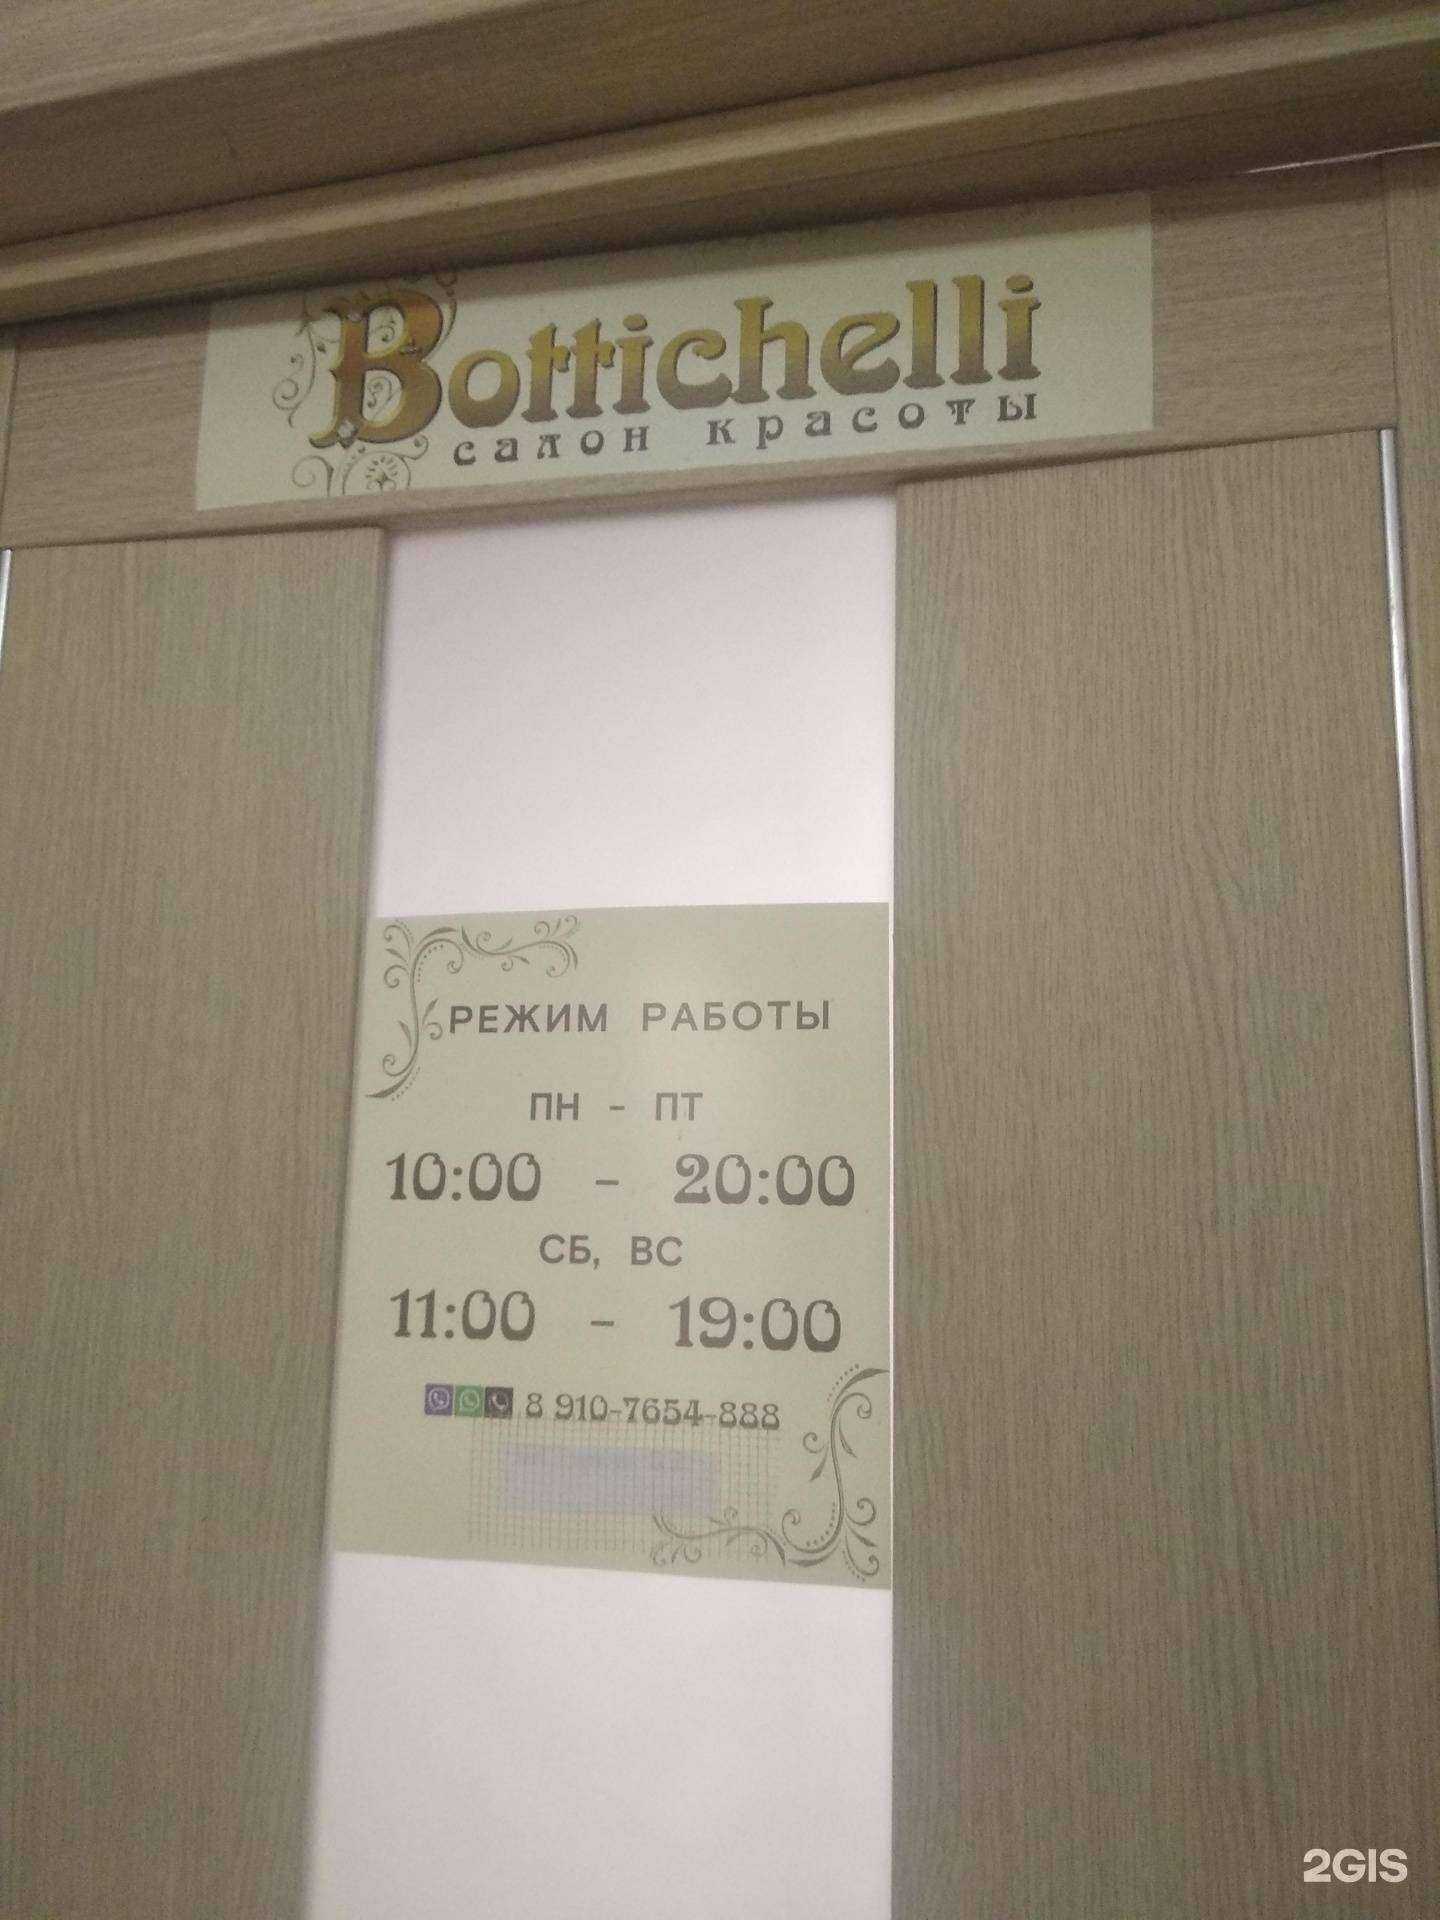 Bottichelli
салон красоты
РЕЖИМ РАБОТЫ
ПН - ПТ
10:00 - 20:00
СБ, ВС
11:00 - 19:00
8 910-7654-888
2GIS